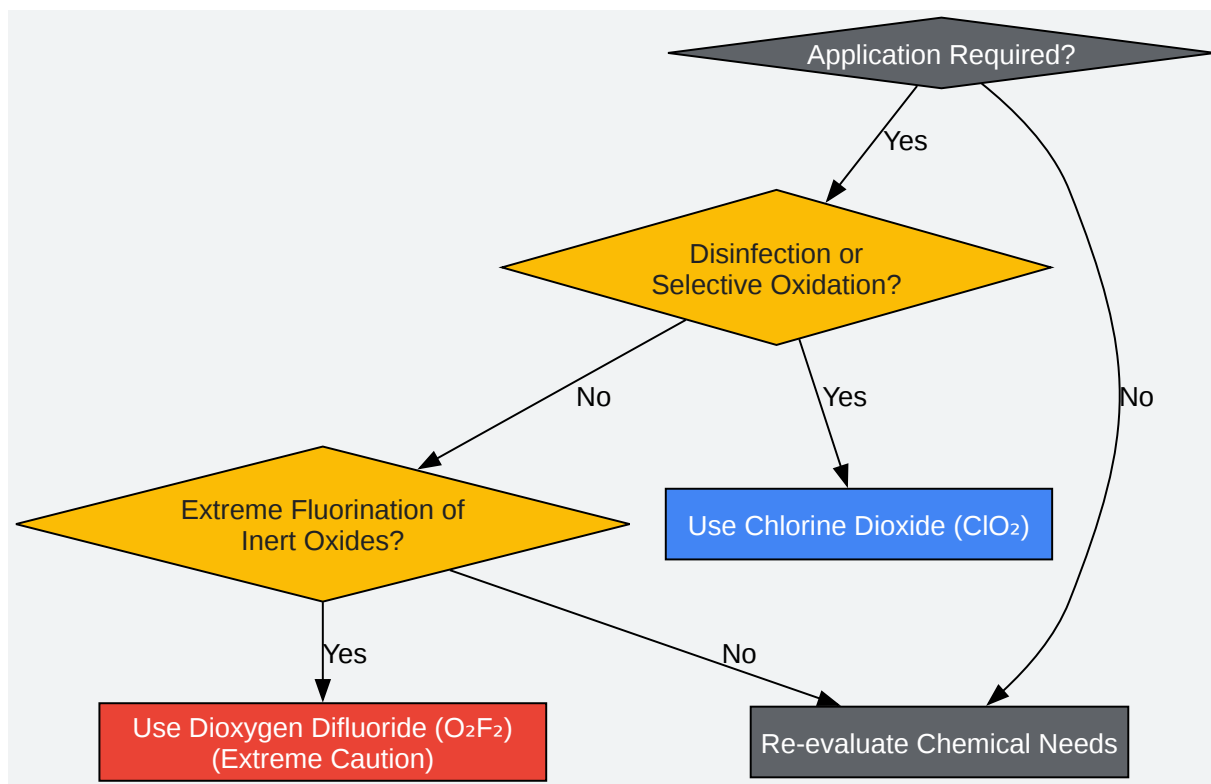 Application Required?
Yes
Disinfection or
Selective Oxidation?
No
Yes
No
Extreme Fluorination of
Inert Oxides?
Use Chlorine Dioxide (ClO₂)
Yes
No
Use Dioxygen Difluoride (O₂F₂)
(Extreme Caution)
Re-evaluate Chemical Needs